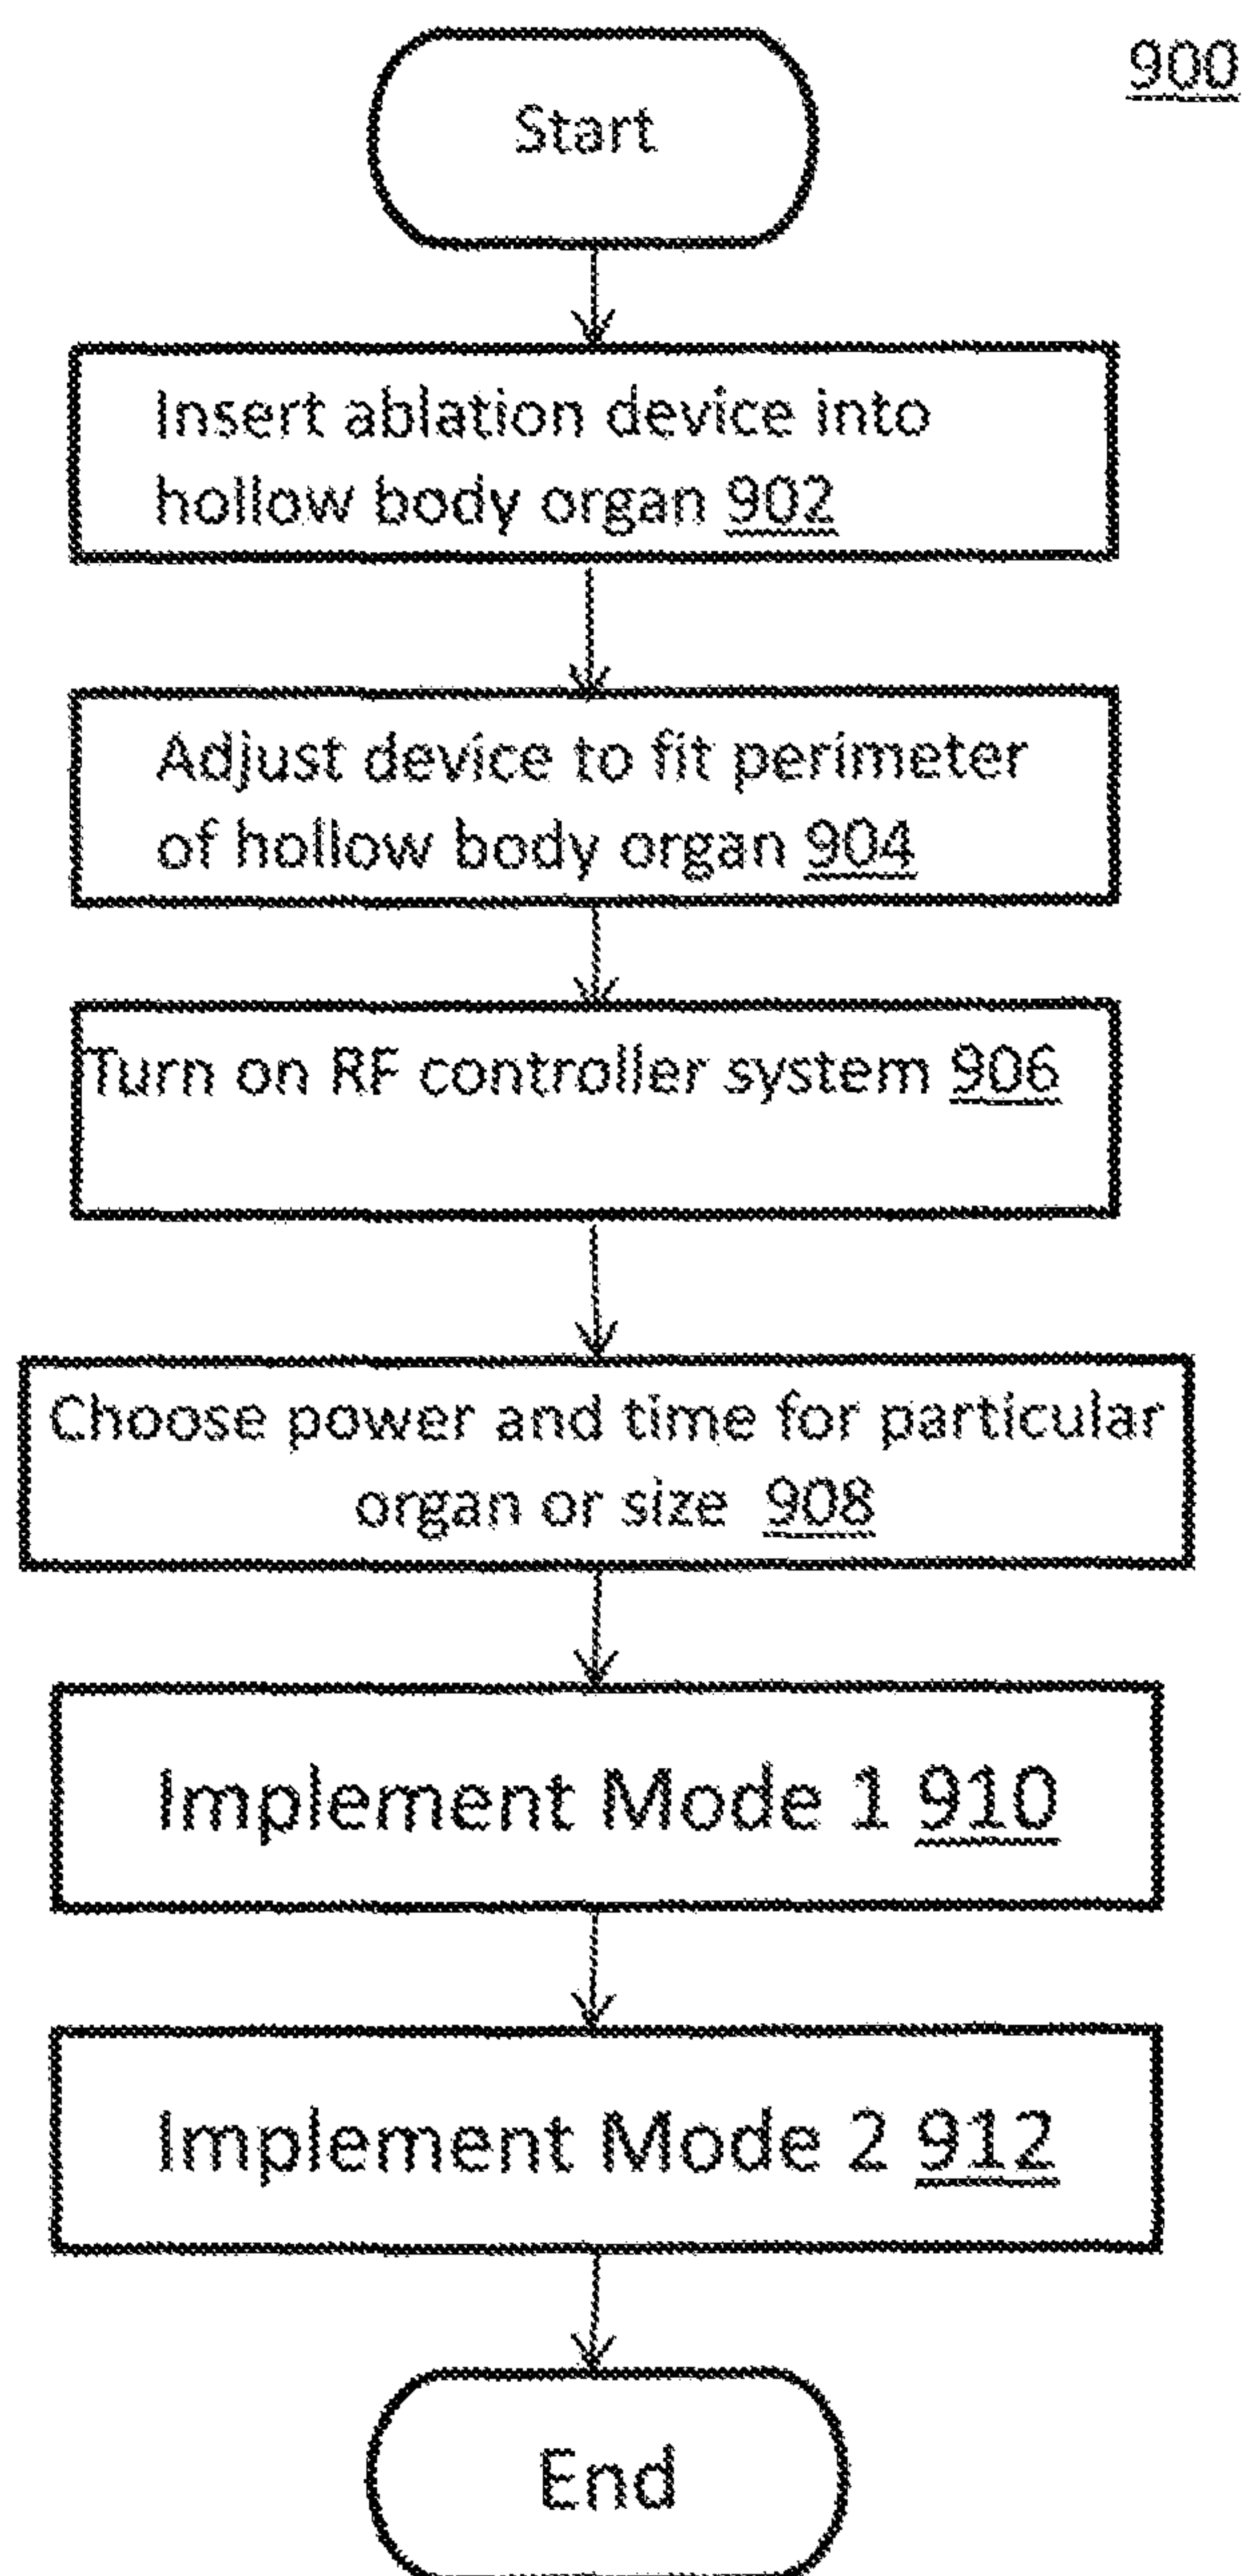 900
Start
Insert ablation device into
hollow body organ 902
Adjust device to fit perimeter
of hollow body organ 904
Turn on RF controller system 906
Choose power and time for particular
organ or size 908
Implement Mode 1 910
Implement Mode 2 912
End